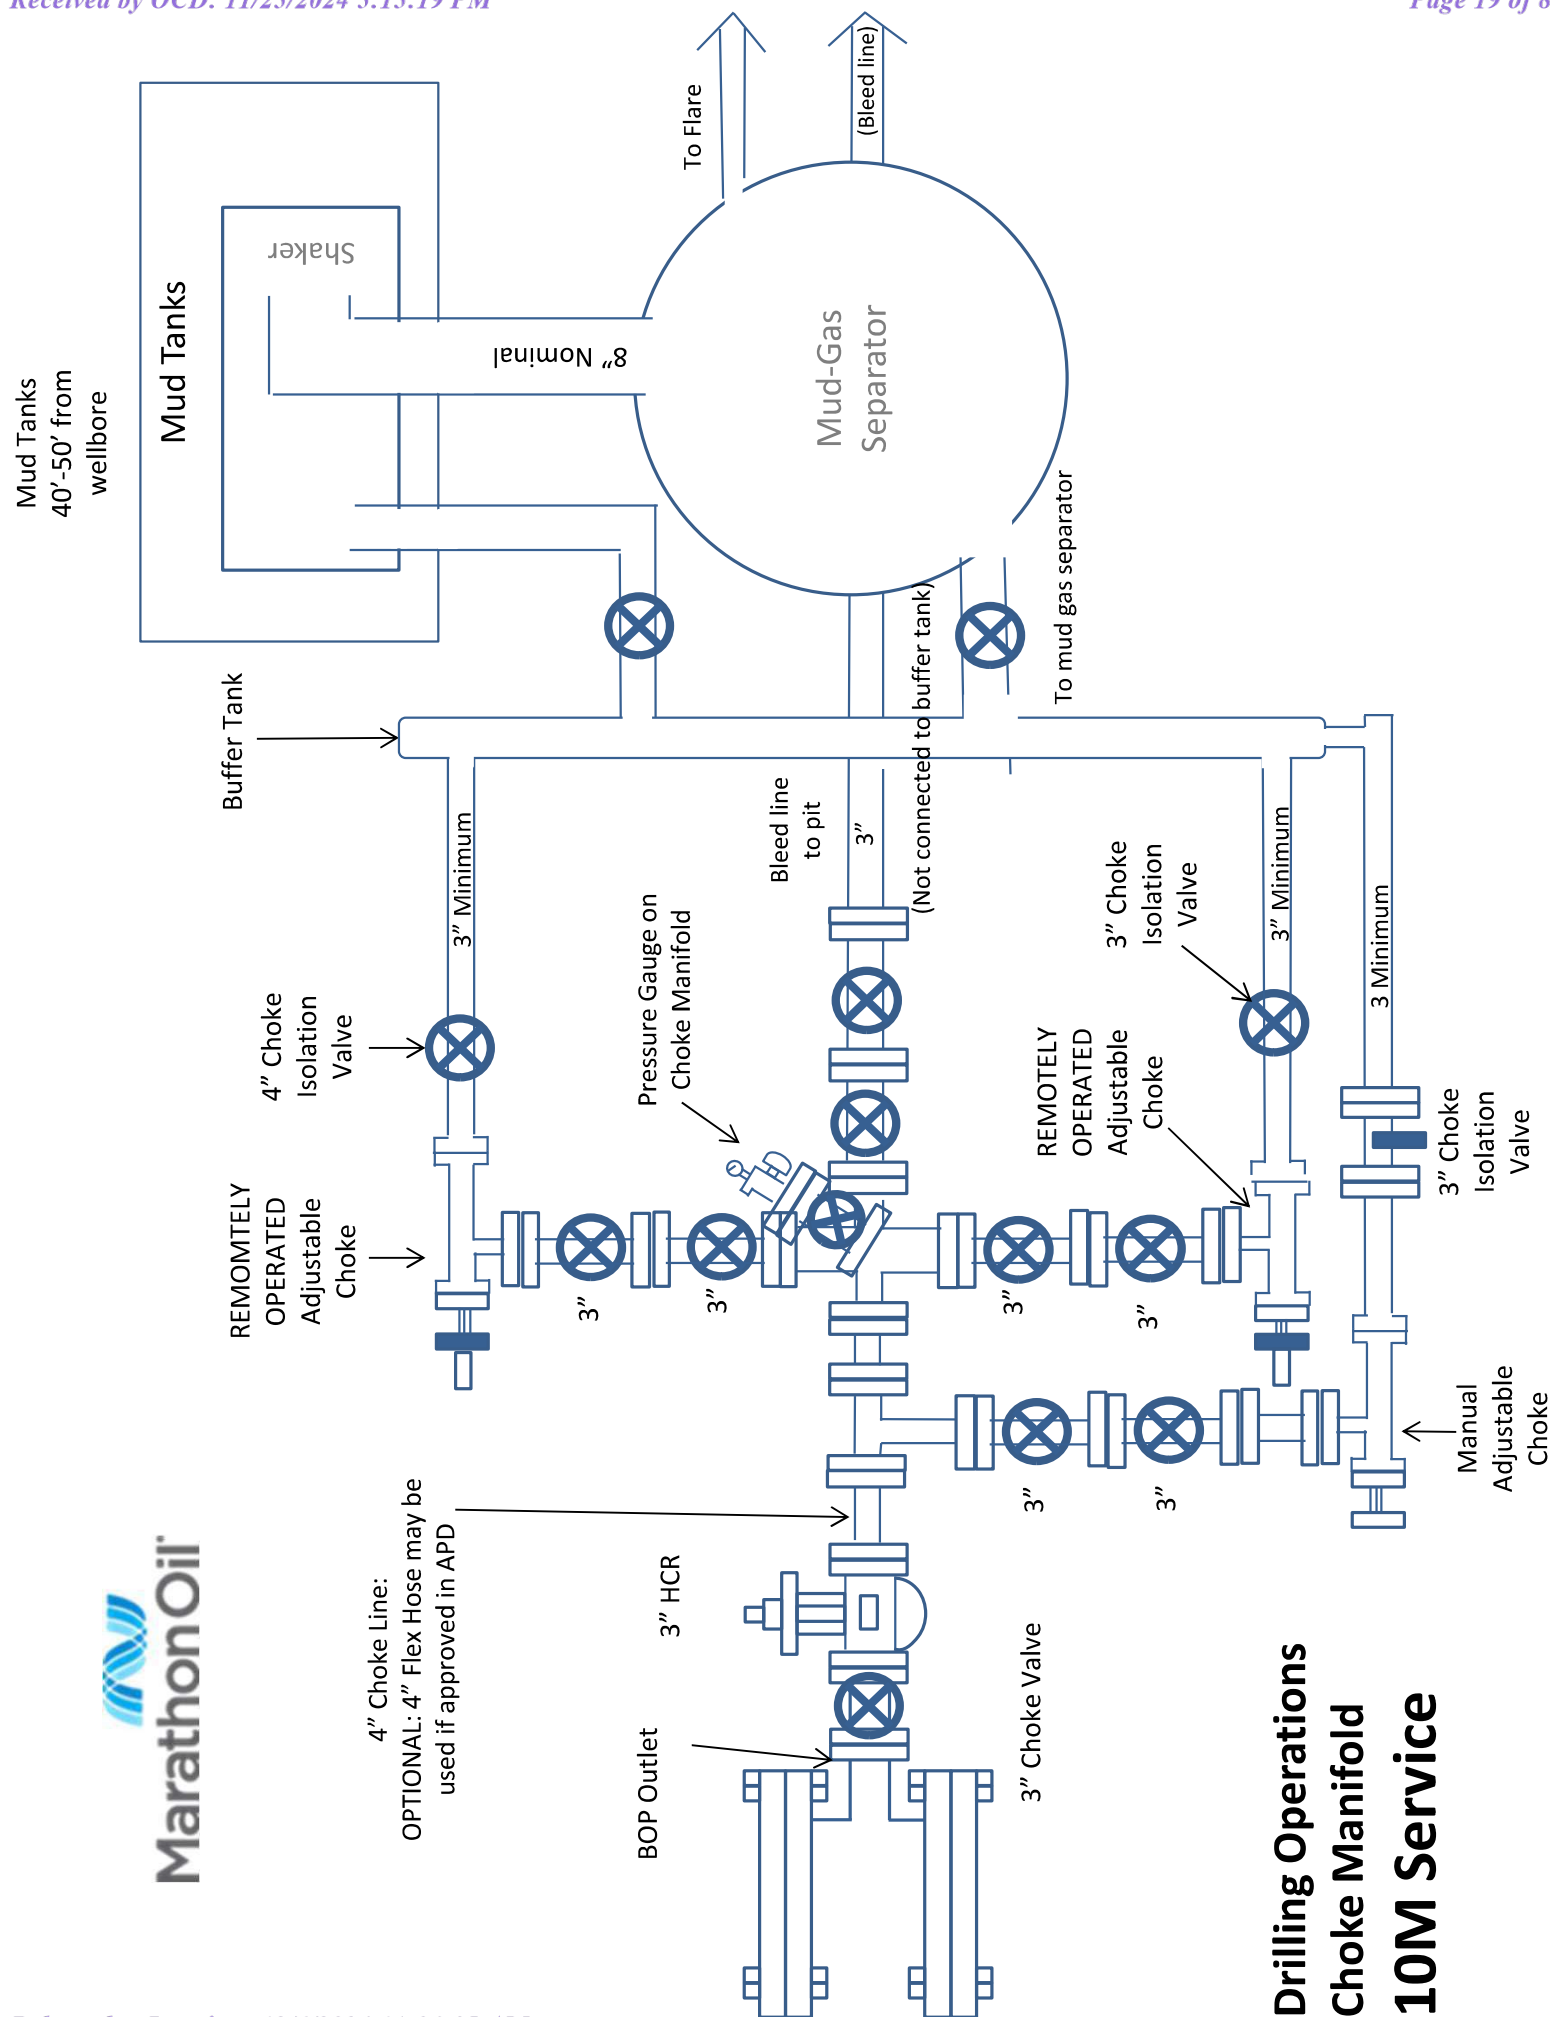 Received by OCD: 11/25/2024 3:13:19 PM
Page 19 of 8
MarathonOil
Mud Tanks
40’-50’ from
wellbore
Mud Tanks
Shaker
8” Nominal
To Flare
(Bleed line)
Mud-Gas
Separator
To mud gas separator
Buffer Tank
3” Minimum
4” Choke
Isolation
Valve
REMOMTELY
OPERATED
Adjustable
Choke
Pressure Gauge on
Choke Manifold
Bleed line
to pit
3”
(Not connected to buffer tank)
3” Choke
Isolation
Valve
3” Minimum
REMOTELY
OPERATED
Adjustable
Choke
3 Minimum
3” Choke
Isolation
Valve
3”
3”
3”
3”
3”
3”
Manual
Adjustable
Choke
4” Choke Line:
OPTIONAL: 4” Flex Hose may be
used if approved in APD
3” HCR
BOP Outlet
3” Choke Valve
Drilling Operations
Choke Manifold
10M Service